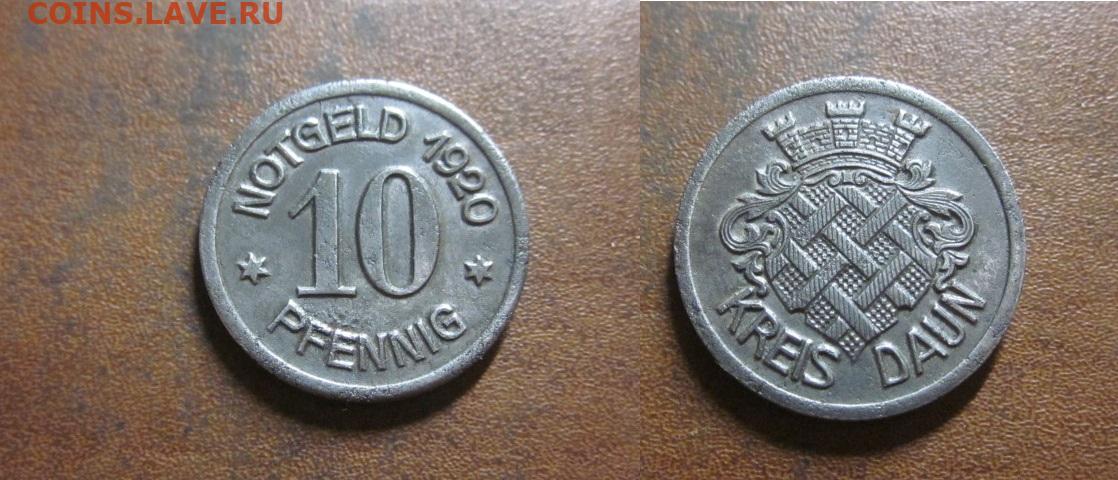 COINS.LAVE.RU
NOTGELD 1920
10
PFENNIG
KREIS DAUN